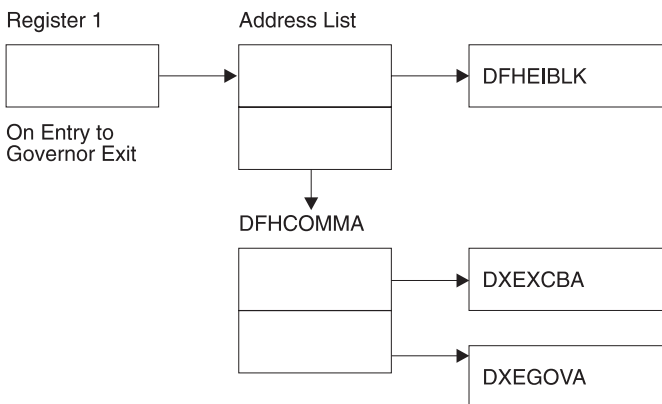 Register 1
Address List
DFHEIBLK
On Entry to
Governor Exit
DFHCOMMA
DXEXCBA
DXEGOVA